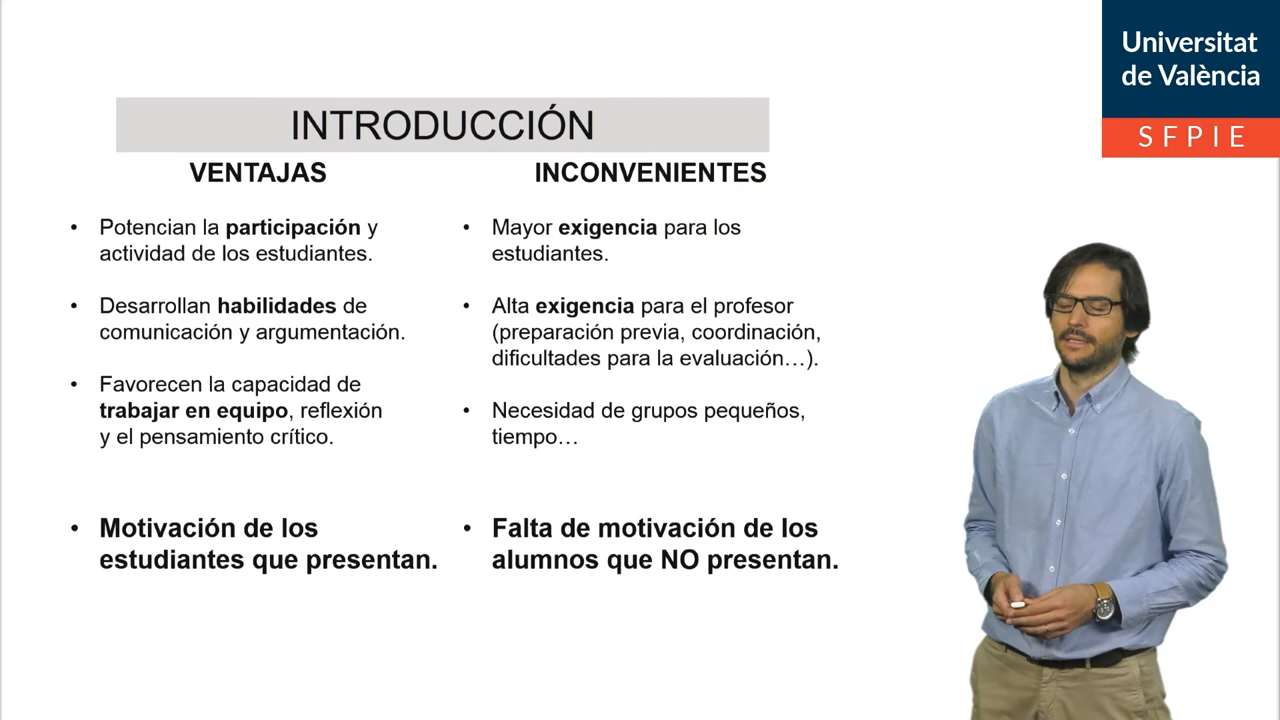 Universitat
de València
SFPIE
INTRODUCCIÓN
VENTAJAS
• Potencian la participación y
actividad de los estudiantes.
• Desarrollan habilidades de
comunicación y argumentación.
• Favorecen la capacidad de
trabajar en equipo, reflexión
y el pensamiento crítico.
• Motivación de los
estudiantes que presentan.
INCONVENIENTES
• Mayor exigencia para los
estudiantes.
• Alta exigencia para el profesor
(preparación previa, coordinación,
dificultades para la evaluación…).
• Necesidad de grupos pequeños,
tiempo…
• Falta de motivación de los
alumnos que NO presentan.